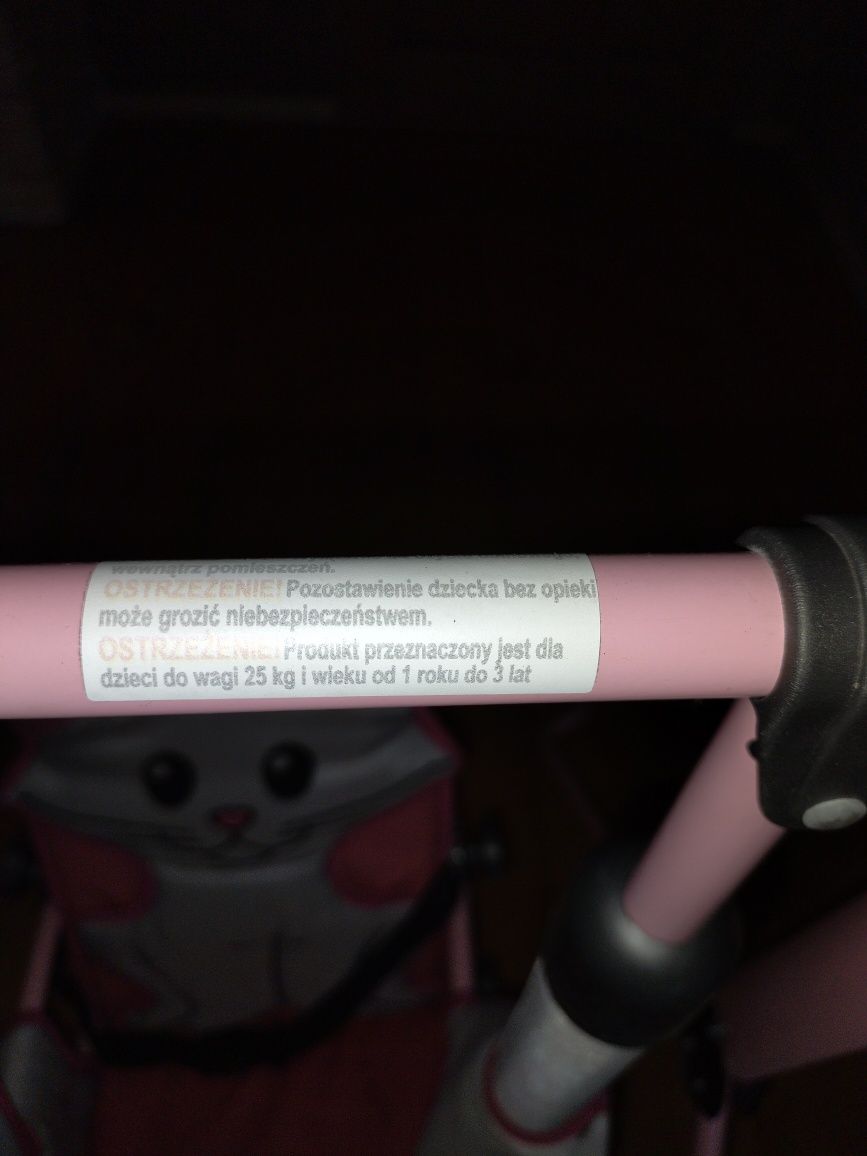 wewnątrz pomieszczeń.
OSTRZEŻENIE! Pozostawienie dziecka bez opieki
może grozić niebezpieczeństwem.
OSTRZEŻENIE! Produkt przeznaczony jest dla
dzieci do wagi 25 kg i wieku od 1 roku do 3 lat